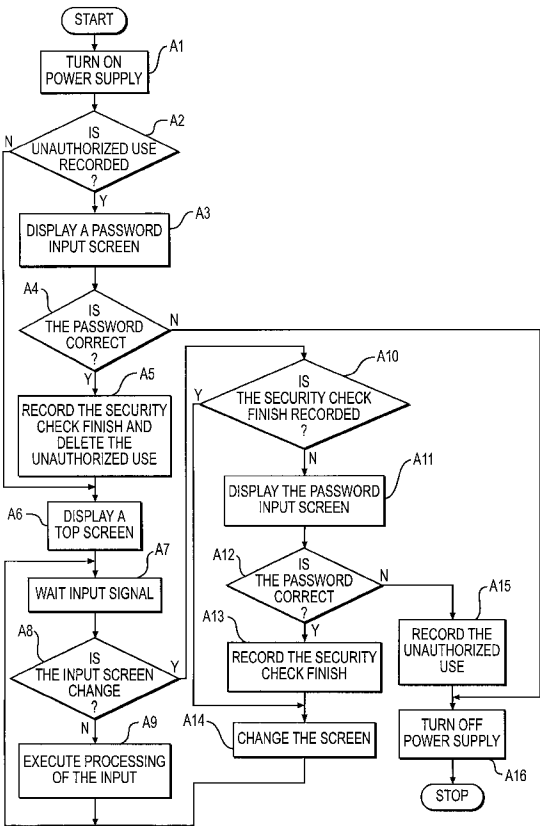 START
A1
TURN ON
POWER SUPPLY
A2
N
IS
UNAUTHORIZED USE
RECORDED
?
Y
A3
DISPLAY A PASSWORD
INPUT SCREEN
A4
IS
THE PASSWORD
CORRECT
?
N
Y
A5
RECORD THE SECURITY
CHECK FINISH AND
DELETE THE
UNAUTHORIZED USE
A6
DISPLAY A
TOP SCREEN
A7
WAIT INPUT SIGNAL
A8
IS
THE INPUT SCREEN
CHANGE
?
Y
N
A9
EXECUTE PROCESSING
OF THE INPUT
A10
Y
IS
THE SECURITY CHECK
FINISH RECORDED
?
N
A11
DISPLAY THE PASSWORD
INPUT SCREEN
A12
IS
THE PASSWORD
CORRECT
?
N
Y
A13
RECORD THE SECURITY
CHECK FINISH
A14
CHANGE THE SCREEN
A15
RECORD THE
UNAUTHORIZED
USE
TURN OFF
POWER SUPPLY
A16
STOP